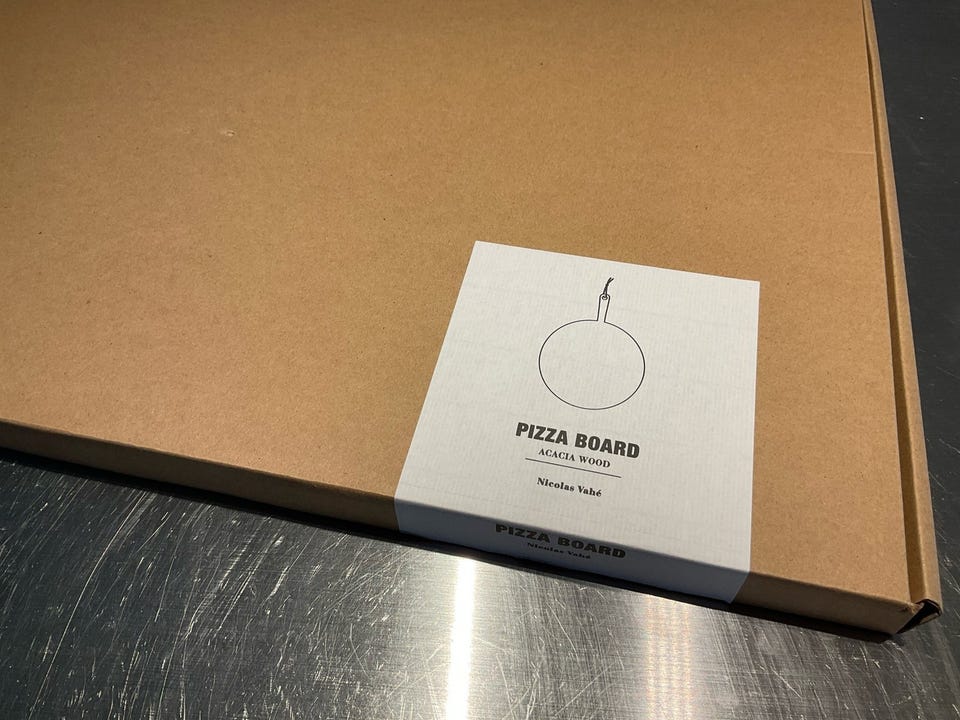 PIZZA BOARD
ACACIA WOOD
Nicolas Vahé
PIZZA BOARD
Nicolas Vahé